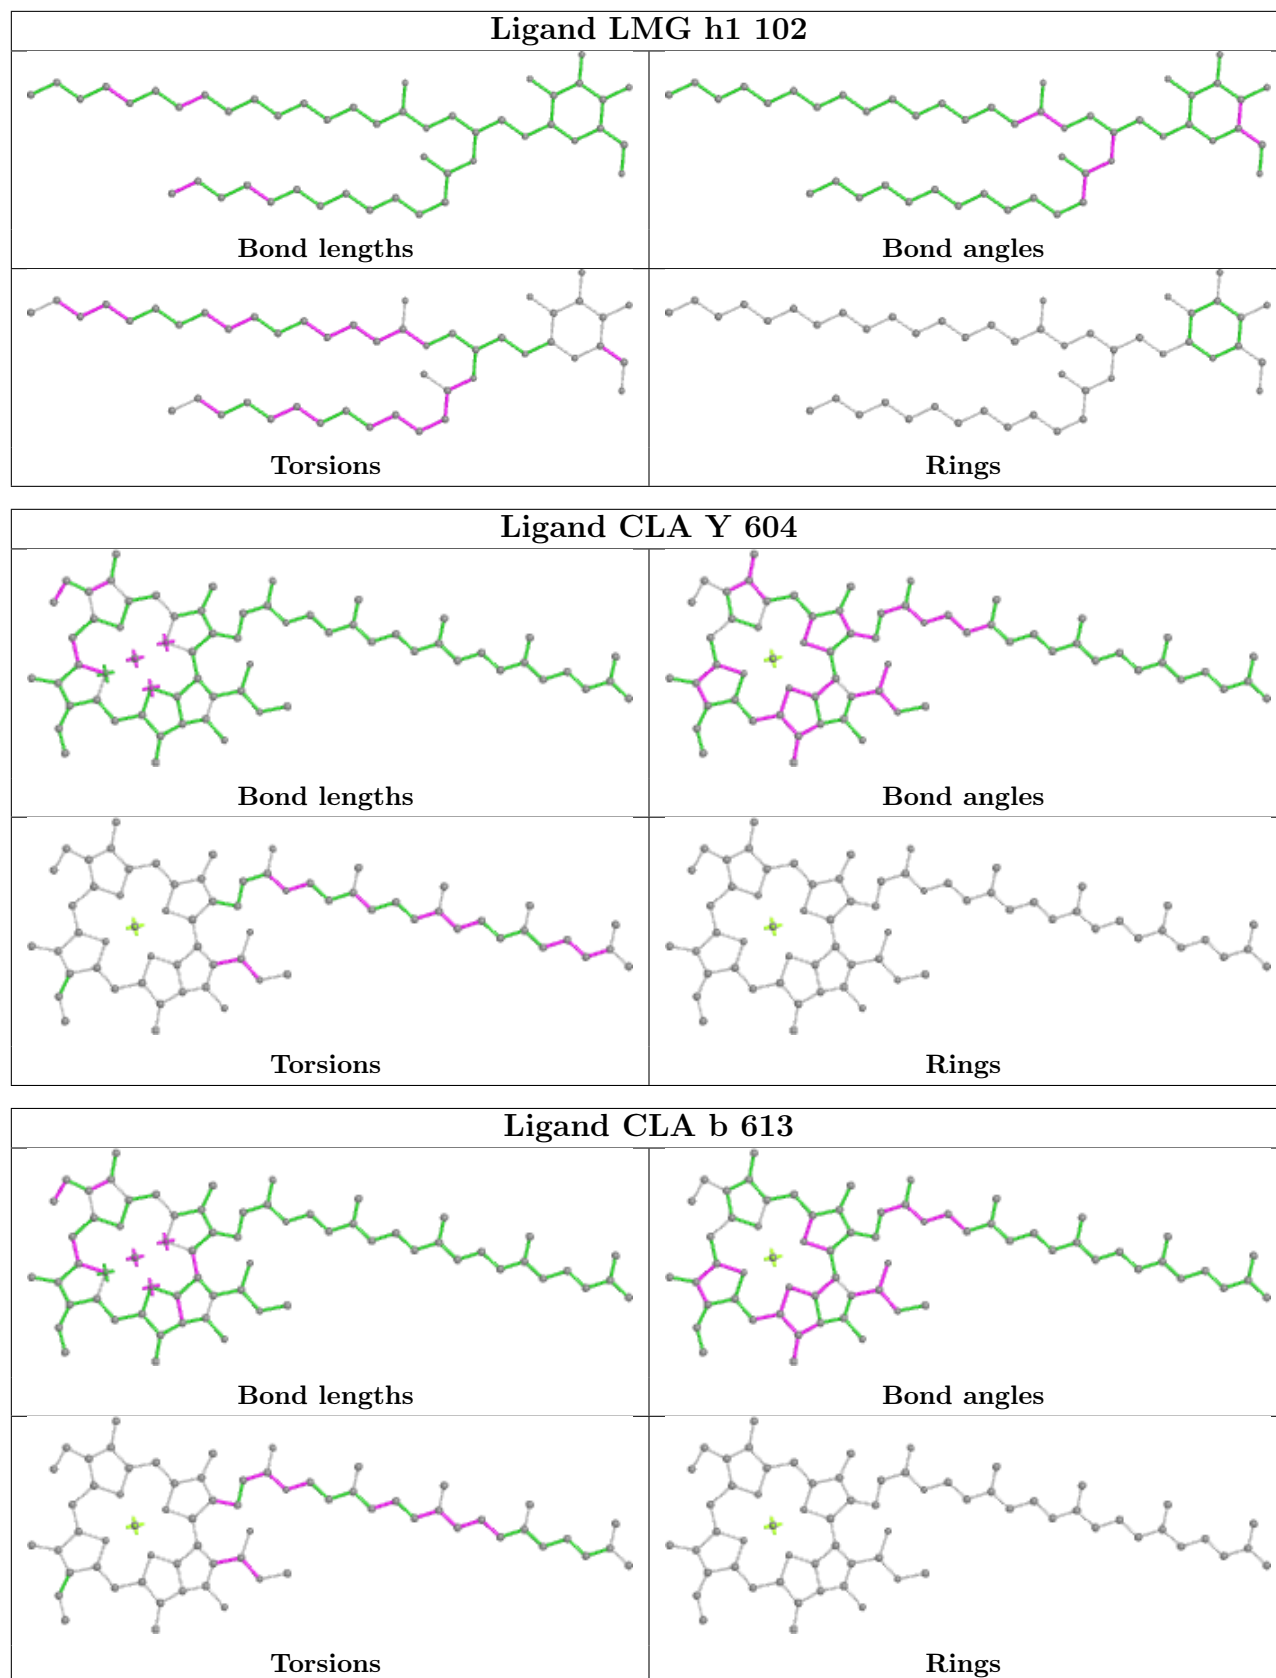 Ligand LMG h1 102
Bond lengths
Bond angles
Torsions
Rings
Ligand CLA Y 604
Bond lengths
Bond angles
Torsions
Rings
Ligand CLA b 613
Bond lengths
Bond angles
Torsions
Rings